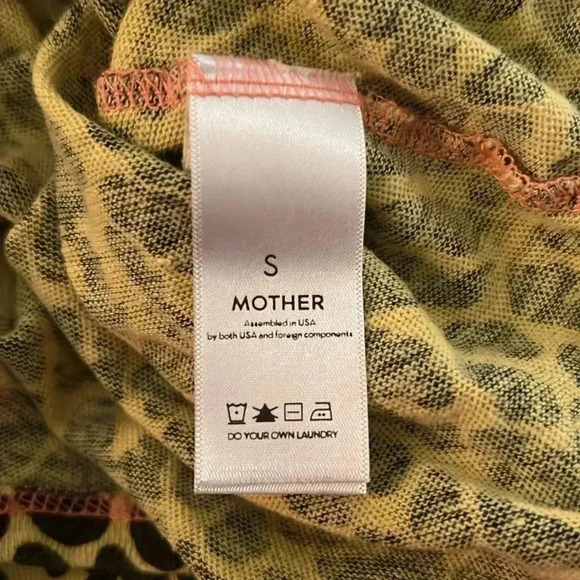 S
MOTHER
Assembled in USA
by both USA and foreign components
DO YOUR OWN LAUNDRY